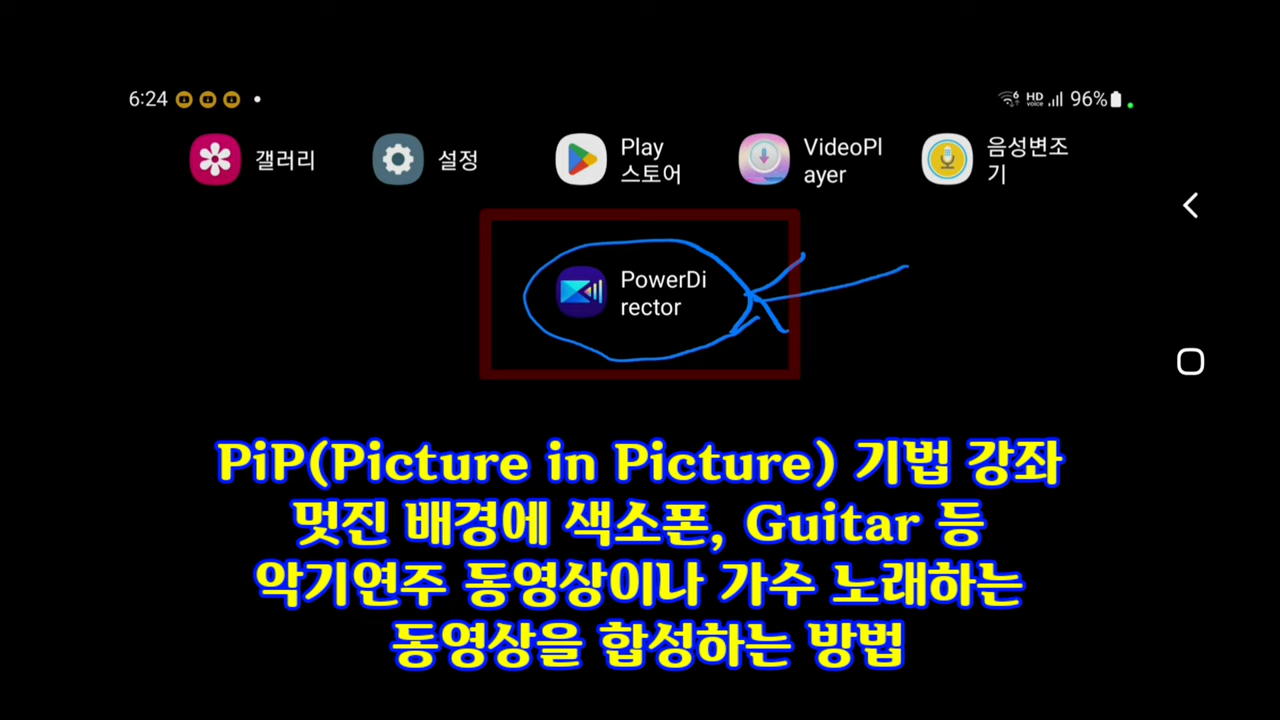 6:24
HD voice 96%
갤러리
설정
Play
스토어
VideoPl
ayer
음성변조
기
PowerDi
rector
PiP(Picture in Picture) 기법 강좌
멋진 배경에 색소폰, Guitar 등
악기연주 동영상이나 가수 노래하는
동영상을 합성하는 방법